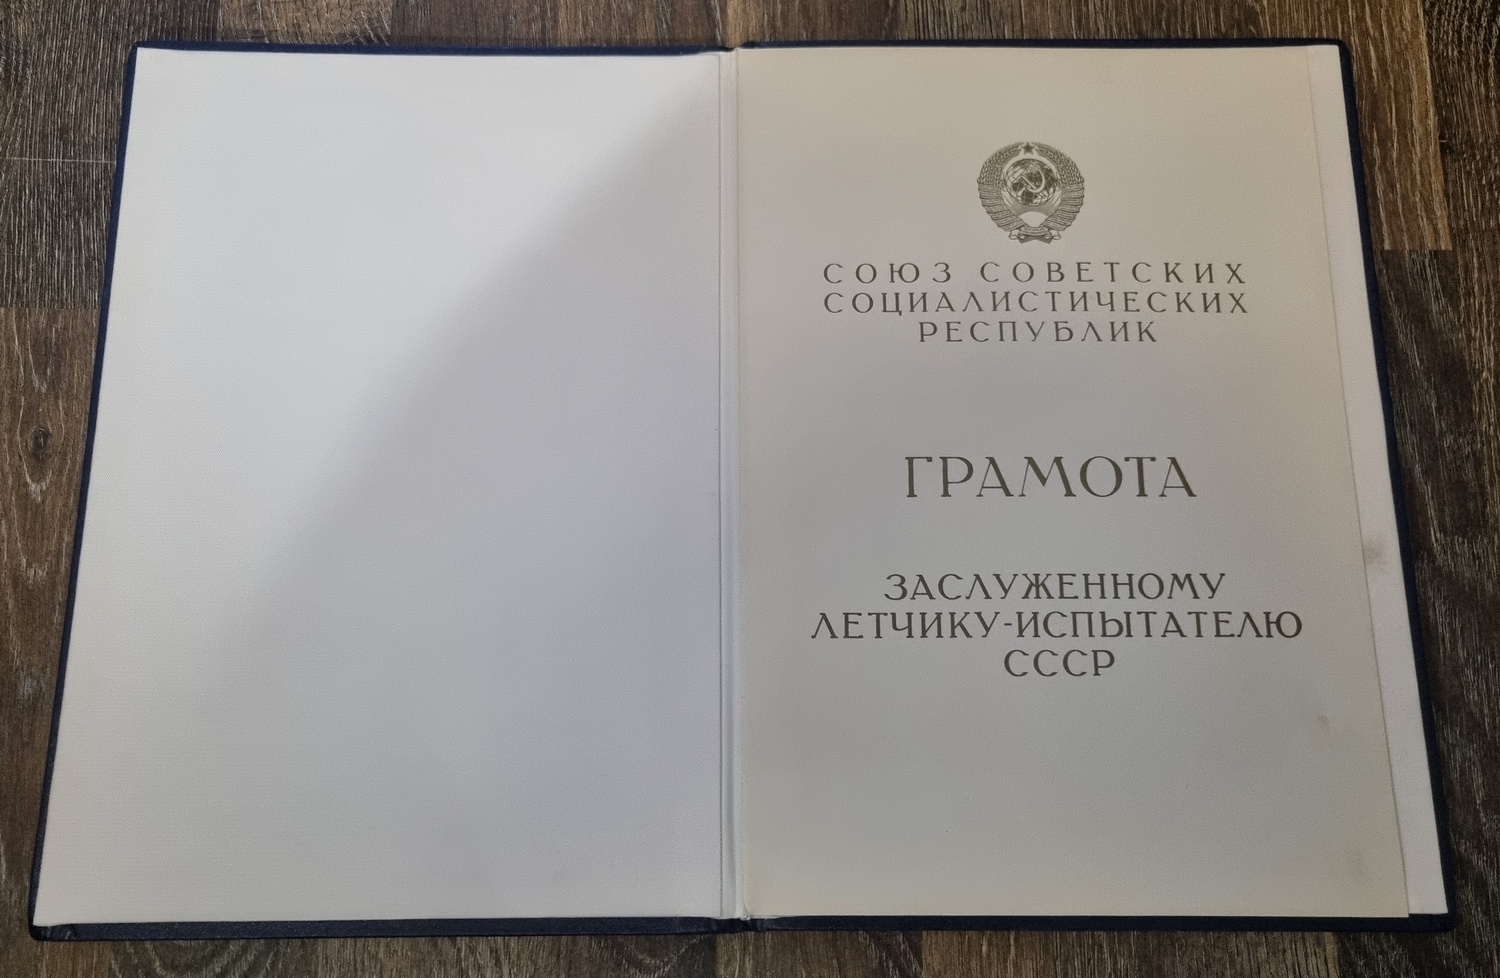 СОЮЗ СОВЕТСКИХ
СОЦИАЛИСТИЧЕСКИХ
РЕСПУБЛИК
ГРАМОТА
ЗАСЛУЖЕННОМУ
ЛЕТЧИКУ-ИСПЫТАТЕЛЮ
СССР